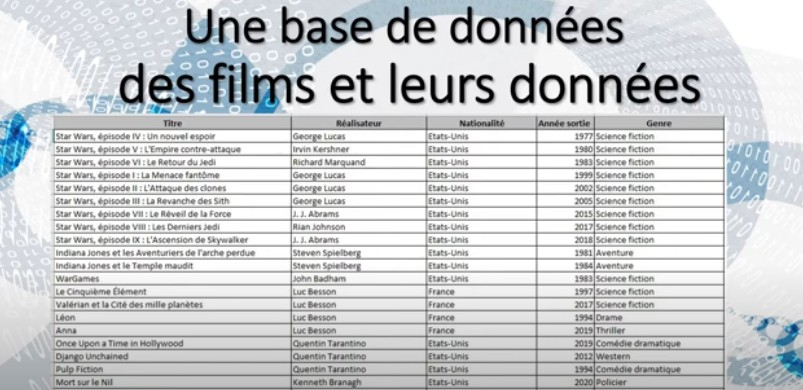 Une base de données
des films et leurs données
Titre Réalisateur Nationalité Année sortie Genre
Star Wars, épisode IV : Un nouvel espoir George Lucas Etats-Unis 1977 Science fiction
Star Wars, épisode V : L'Empire contre-attaque Irvin Kershner Etats-Unis 1980 Science fiction
Star Wars, épisode VI : Le Retour du Jedi Richard Marquand Etats-Unis 1983 Science fiction
Star Wars, épisode I : La Menace fantôme George Lucas Etats-Unis 1999 Science fiction
Star Wars, épisode II : L'Attaque des clones George Lucas Etats-Unis 2002 Science fiction
Star Wars, épisode III : La Revanche des Sith George Lucas Etats-Unis 2005 Science fiction
Star Wars, épisode VII : Le Réveil de la Force J. J. Abrams Etats-Unis 2015 Science fiction
Star Wars, épisode VIII : Les Derniers Jedi Rian Johnson Etats-Unis 2017 Science fiction
Star Wars, épisode IX : L'Ascension de Skywalker J. J. Abrams Etats-Unis 2018 Science fiction
Indiana Jones et les Aventuriers de l'arche perdue Steven Spielberg Etats-Unis 1981 Aventure
Indiana Jones et le Temple maudit Steven Spielberg Etats-Unis 1984 Aventure
WarGames John Badham Etats-Unis 1983 Science fiction
Le Cinquième Élément Luc Besson France 1997 Science fiction
Valérian et la Cité des mille planètes Luc Besson France 2017 Science fiction
Léon Luc Besson France 1994 Drame
Anna Luc Besson France 2019 Thriller
Once Upon a Time in Hollywood Quentin Tarantino Etats-Unis 2019 Comédie dramatique
Django Unchained Quentin Tarantino Etats-Unis 2012 Western
Pulp Fiction Quentin Tarantino Etats-Unis 1994 Comédie dramatique
Mort sur le Nil Kenneth Branagh Etats-Unis 2020 Policier